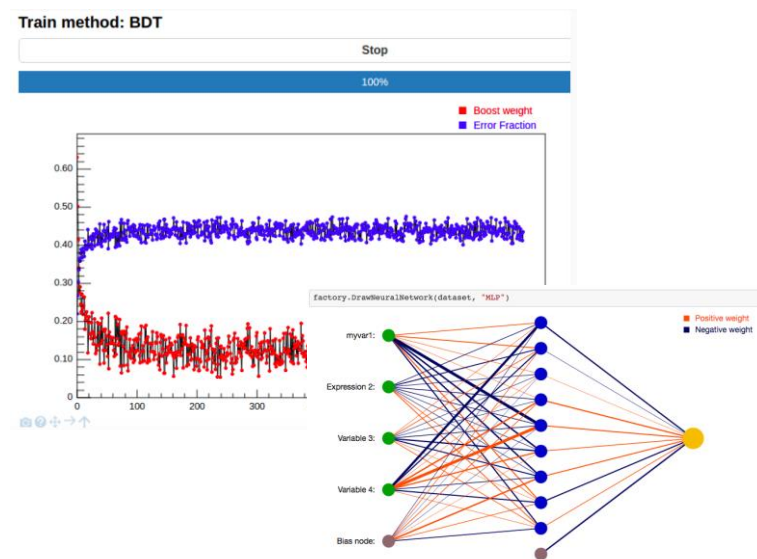 Train method: BDT
Stop
100%
Boost weight
Error Fraction
0.60
0.50
0.40
0.30
0.20
0.10
0
0 100 200 300
factory.DrawNeuralNetwork(dataset, "MLP")
Positive weight
Negative weight
myvar1:
Expression 2:
Variable 3:
Variable 4:
Bias node: